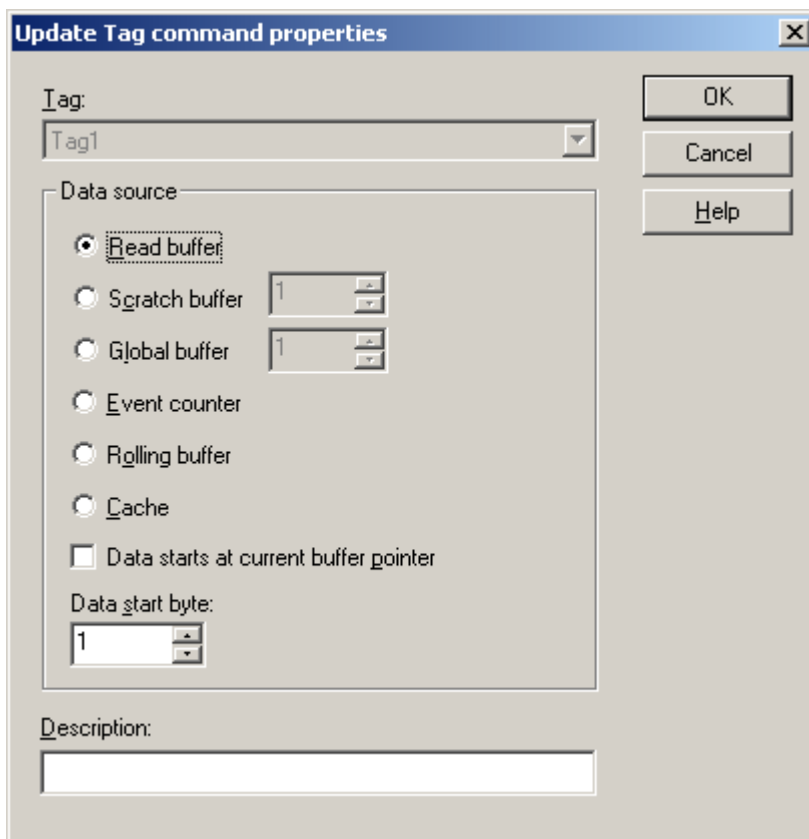 Update Tag command properties
Tag:
Tag1
OK
Cancel
Help
Data source
Read buffer
Scratch buffer 1
Global buffer 1
Event counter
Rolling buffer
Cache
Data starts at current buffer pointer
Data start byte:
1
Description: